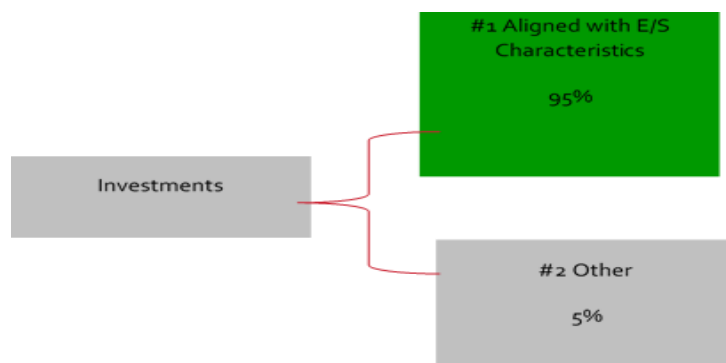 #1 Aligned with E/S
Characteristics
95%
Investments
#2 Other
5%